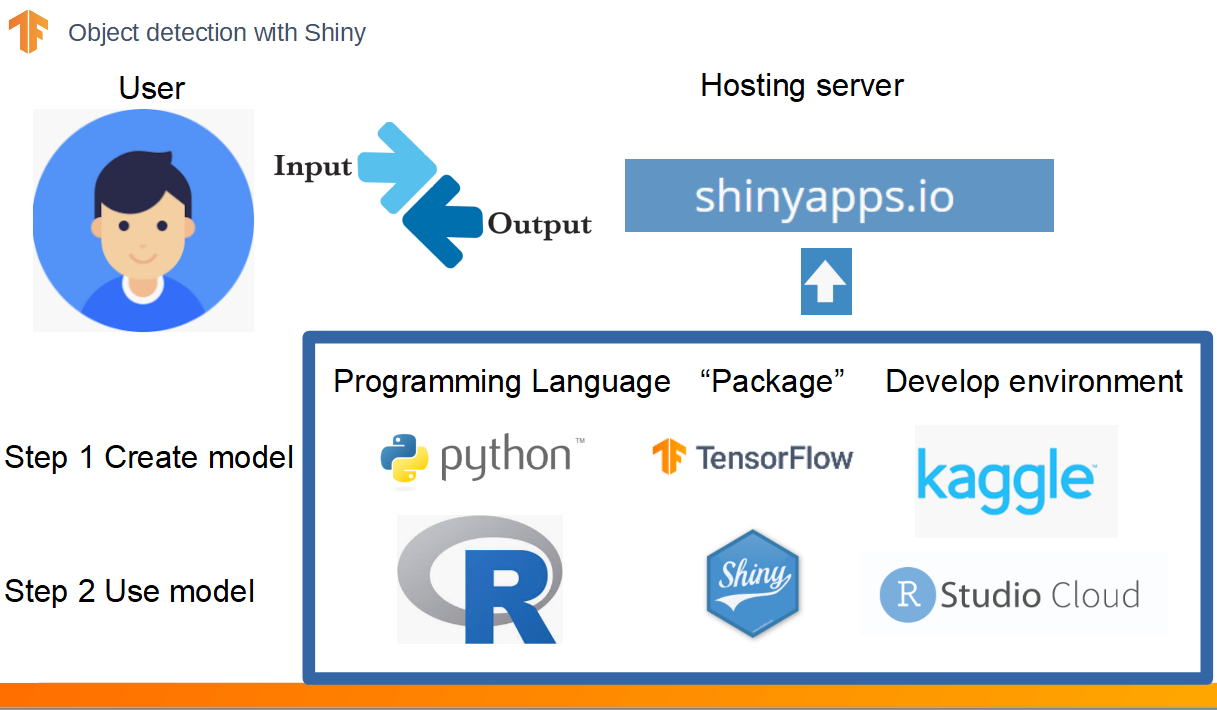 Object detection with Shiny
User
Hosting server
Input
Output
shinyapps.io
Programming Language “Package” Develop environment
Step 1 Create model python™ TensorFlow kaggle
Step 2 Use model R Shiny R Studio Cloud